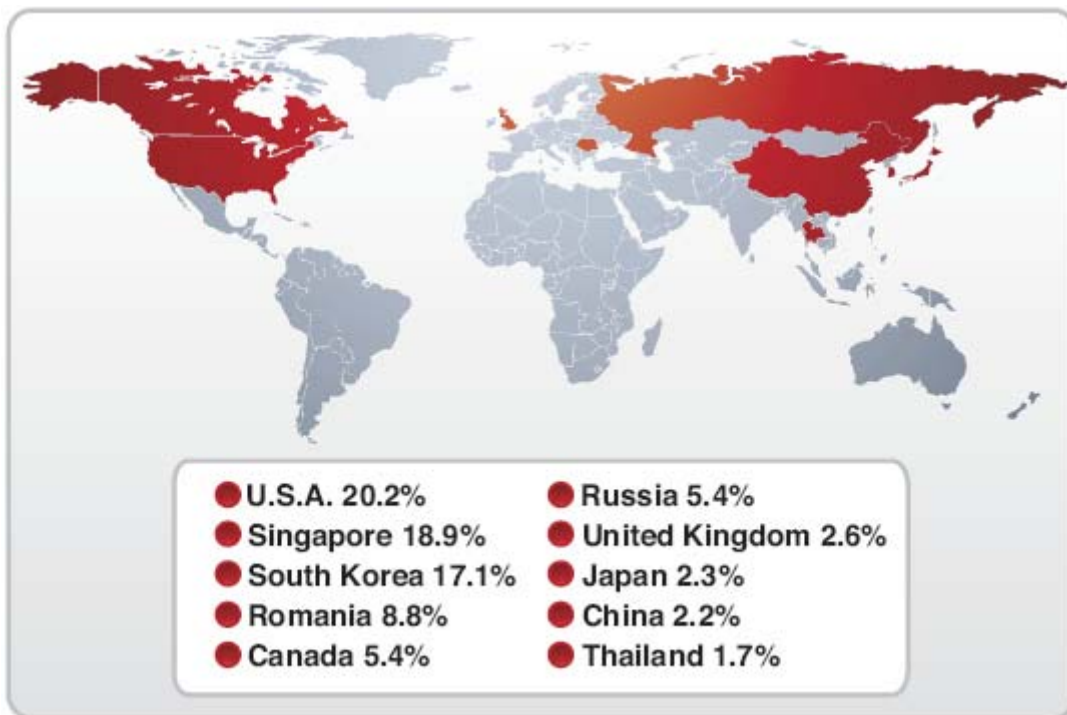 U.S.A. 20.2%
Singapore 18.9%
South Korea 17.1%
Romania 8.8%
Canada 5.4%
Russia 5.4%
United Kingdom 2.6%
Japan 2.3%
China 2.2%
Thailand 1.7%